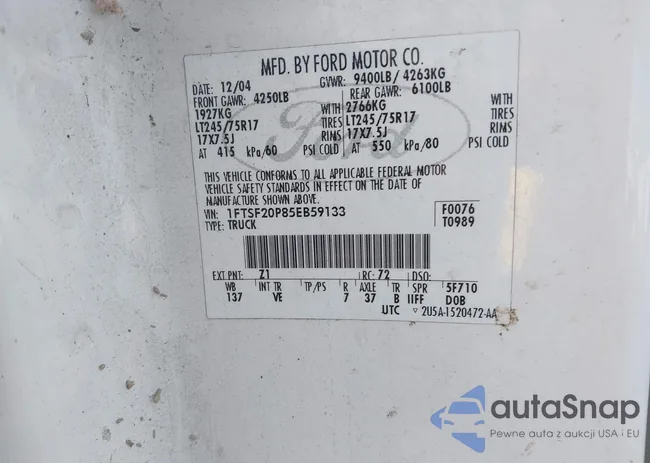 MFD. BY FORD MOTOR CO.
DATE: 12/04 GVWR: 9400LB/ 4263KG
FRONT GAWR: 4250LB REAR GAWR: 6100LB
1927KG 2766KG WITH
WITH
LT245/75R17 TIRES LT245/75R17 TIRES
17X7.5J RIMS 17X7.5J RIMS
AT 415 kPa/60 PSI COLD AT 550 kPa/80 PSI COLD
Ford
THIS VEHICLE CONFORMS TO ALL APPLICABLE FEDERAL MOTOR
VEHICLE SAFETY STANDARDS IN EFFECT ON THE DATE OF
MANUFACTURE SHOWN ABOVE.
VIN: 1FTSF20P85EB59133 F0076
TYPE: TRUCK T0989
EXT PNT: Z1 RC: 72 DSO:
WB INT TR TP/PS R AXLE TR SPR 5F710
137 VE 7 37 B IIFF DOB
UTC ▽ 2U5A-1520472-AA
autaSnap
Pewne auta z aukcji USA i EU